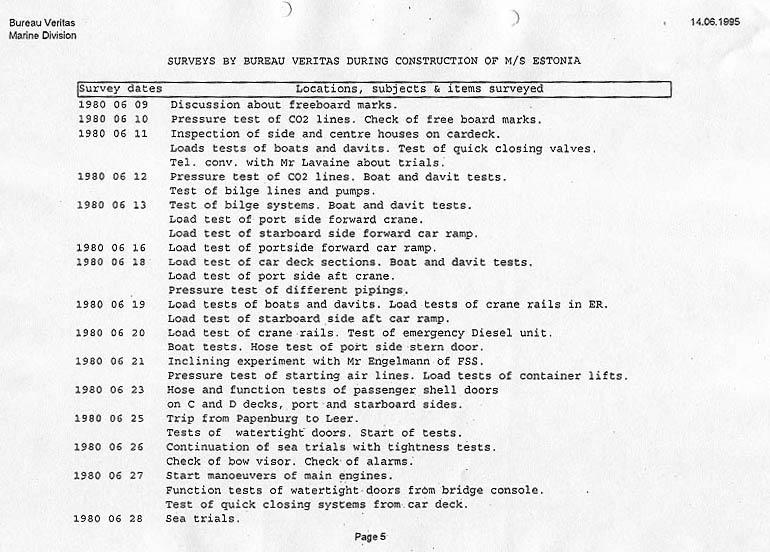 Bureau Veritas
Marine Division
14.06.1995
SURVEYS BY BUREAU VERITAS DURING CONSTRUCTION OF M/S ESTONIA
Survey dates Locations, subjects & items surveyed
1980 06 09 Discussion about freeboard marks.
1980 06 10 Pressure test of CO2 lines. Check of free board marks.
1980 06 11 Inspection of side and centre houses on cardeck.
Loads tests of boats and davits. Test of quick closing valves.
Tel. conv. with Mr Lavaine about trials.
1980 06 12 Pressure test of CO2 lines. Boat and davit tests.
Test of bilge lines and pumps.
1980 06 13 Test of bilge systems. Boat and davit tests.
Load test of port side forward crane.
Load test of starboard side forward car ramp.
1980 06 16 Load test of portside forward car ramp.
1980 06 18 Load test of car deck sections. Boat and davit tests.
Load test of port side aft crane.
Pressure test of different pipings.
1980 06 19 Load tests of boats and davits. Load tests of crane rails in ER.
Load test of starboard side aft car ramp.
1980 06 20 Load test of crane rails. Test of emergency Diesel unit.
Boat tests. Hose test of port side stern door.
1980 06 21 Inclining experiment with Mr Engelmann of FSS.
Pressure test of starting air lines. Load tests of container lifts.
1980 06 23 Hose and function tests of passenger shell doors
on C and D decks, port and starboard sides.
1980 06 25 Trip from Papenburg to Leer.
Tests of watertight doors. Start of tests.
1980 06 26 Continuation of sea trials with tightness tests.
Check of bow visor. Check of alarms.
1980 06 27 Start manoeuvers of main engines.
Function tests of watertight doors from bridge console.
Test of quick closing systems from car deck.
1980 06 28 Sea trials.
Page 5